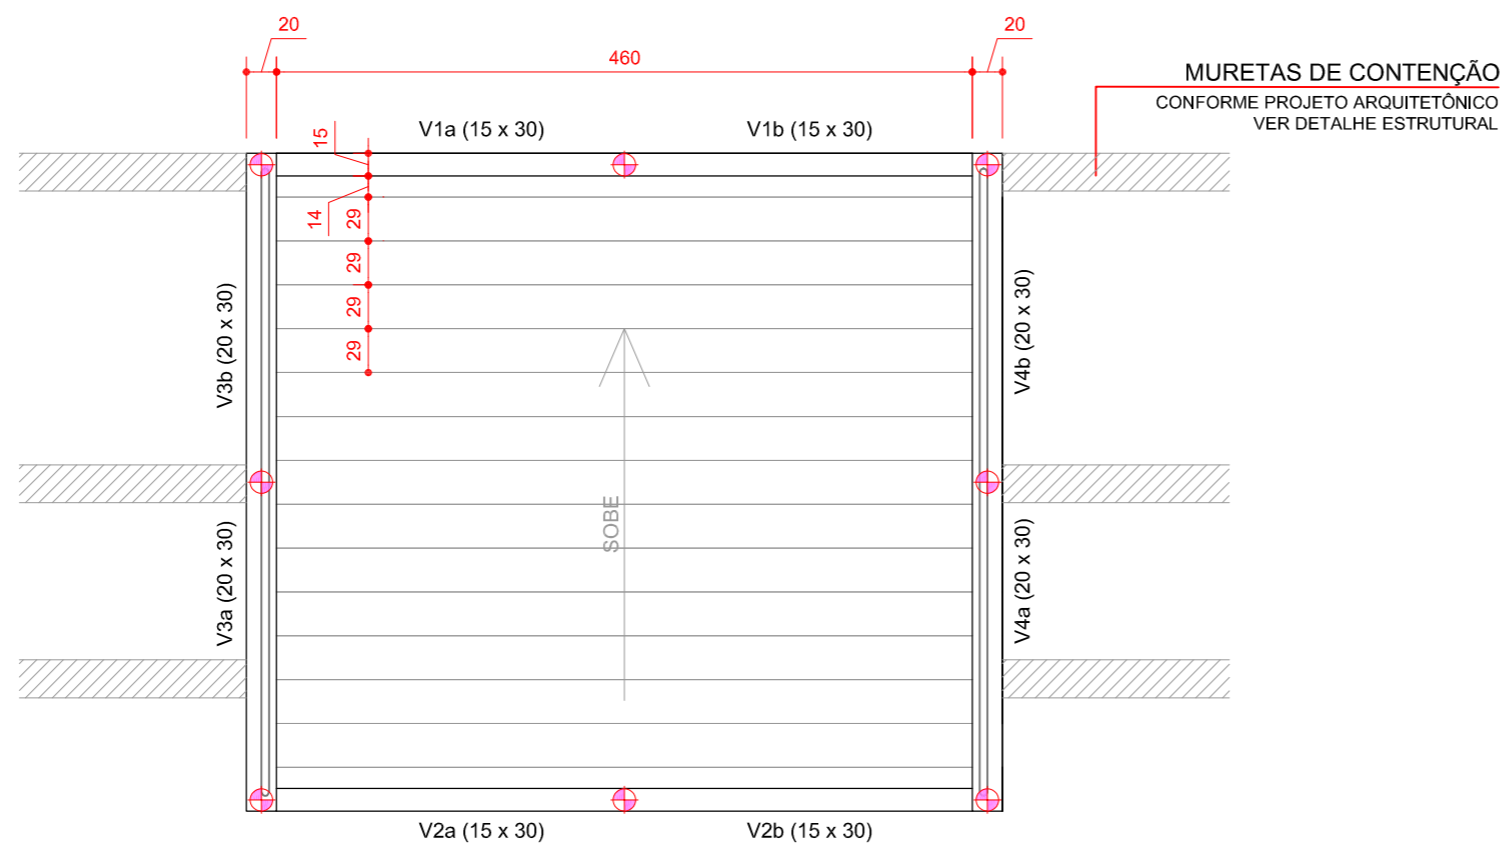 20
460
20
MURETAS DE CONTENÇÃO
CONFORME PROJETO ARQUITETÔNICO
VER DETALHE ESTRUTURAL
V1a (15 x 30)
V1b (15 x 30)
15
14
29
29
29
29
V3b (20 x 30)
V4b (20 x 30)
SOBE
V3a (20 x 30)
V4a (20 x 30)
V2a (15 x 30)
V2b (15 x 30)